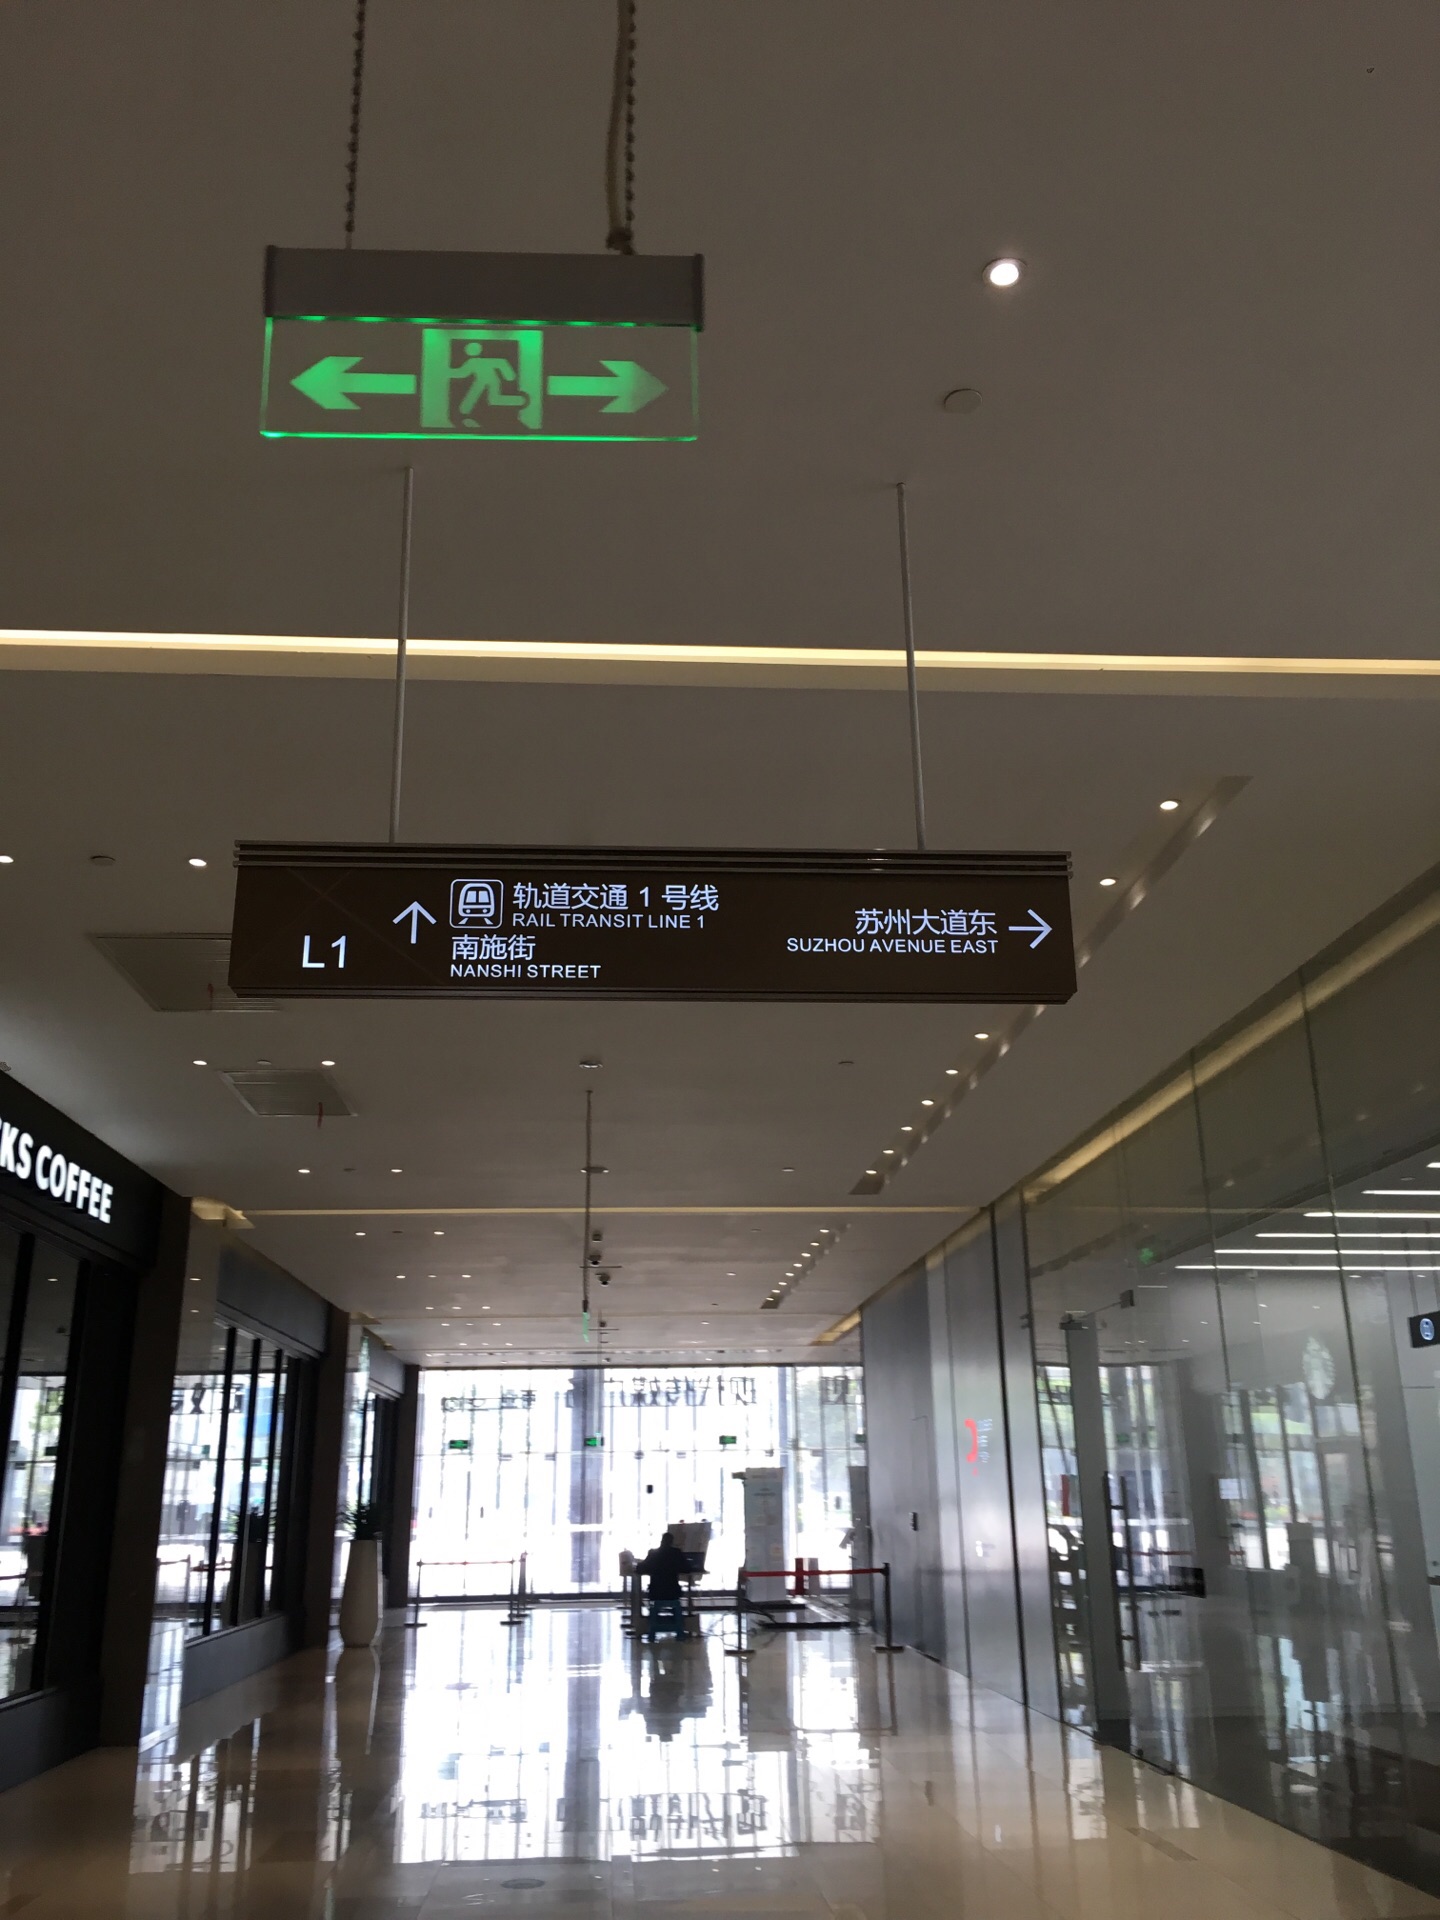 L1
轨道交通 1 号线
RAIL TRANSIT LINE 1
南施街
NANSHI STREET
苏州大道东
SUZHOU AVENUE EAST
COFFEE